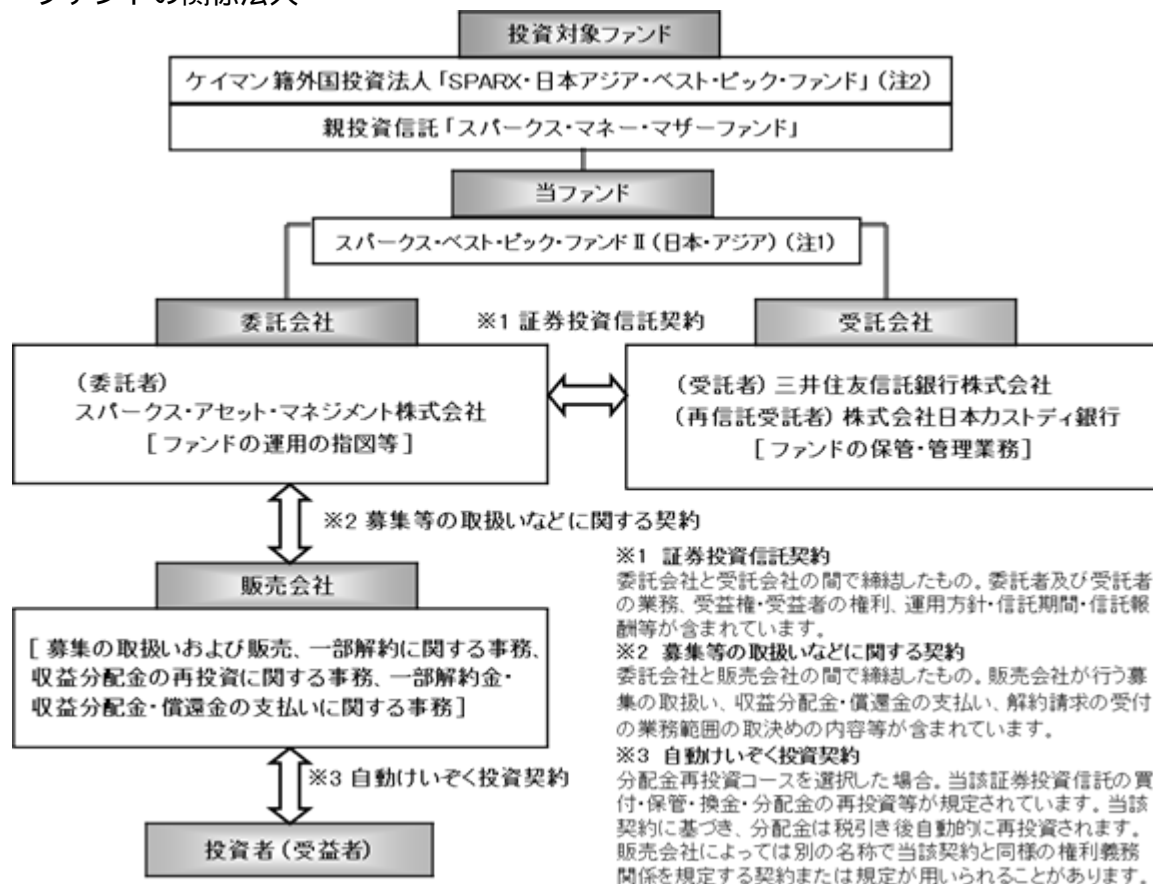 ファンドの関係法人
投資対象ファンド
ケイマン籍外国投資法人「SPARX・日本アジア・ベスト・ピック・ファンド」（注2）
親投資信託「スパークス・マネー・マザーファンド」
当ファンド
スパークス・ベスト・ピック・ファンドⅡ（日本・アジア）（注1）
委託会社
※1 証券投資信託契約
受託会社
（委託者）
スパークス・アセット・マネジメント株式会社
［ファンドの運用の指図等］
（受託者）三井住友信託銀行株式会社
（再信託受託者）株式会社日本カストディ銀行
［ファンドの保管・管理業務］
※2 募集等の取扱いなどに関する契約
販売会社
［募集の取扱いおよび販売、一部解約に関する事務、
収益分配金の再投資に関する事務、一部解約金・
収益分配金・償還金の支払いに関する事務］
※3 自動けいぞく投資契約
投資者（受益者）
※1 証券投資信託契約
委託会社と受託会社の間で締結したもの。委託者及び受託者
の業務、受益権・受益者の権利、運用方針・信託期間・信託報
酬等が含まれています。
※2 募集等の取扱いなどに関する契約
委託会社と販売会社の間で締結したもの。販売会社が行う募
集の取扱い、収益分配金・償還金の支払い、解約請求の受付
の業務範囲の取決めの内容等が含まれています。
※3 自動けいぞく投資契約
分配金再投資コースを選択した場合。当該証券投資信託の買
付・保管・換金・分配金の再投資等が規定されています。当該
契約に基づき、分配金は税引き後自動的に再投資されます。
販売会社によっては別の名称で当該契約と同様の権利義務
関係を規定する契約または規定が用いられることがあります。